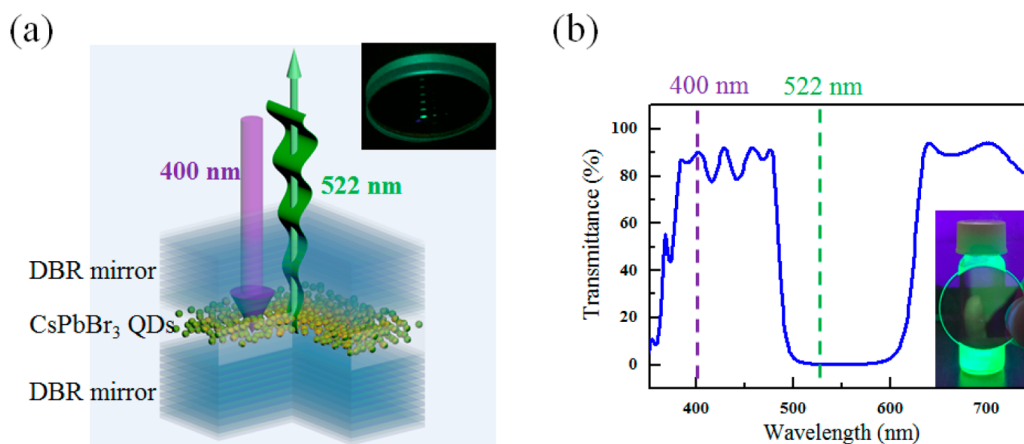 (a)
400 nm
522 nm
DBR mirror
CsPbBr₃ QDs
DBR mirror
(b)
400 nm
522 nm
100
80
60
40
20
0
Transmittance (%)
400
500
600
700
Wavelength (nm)